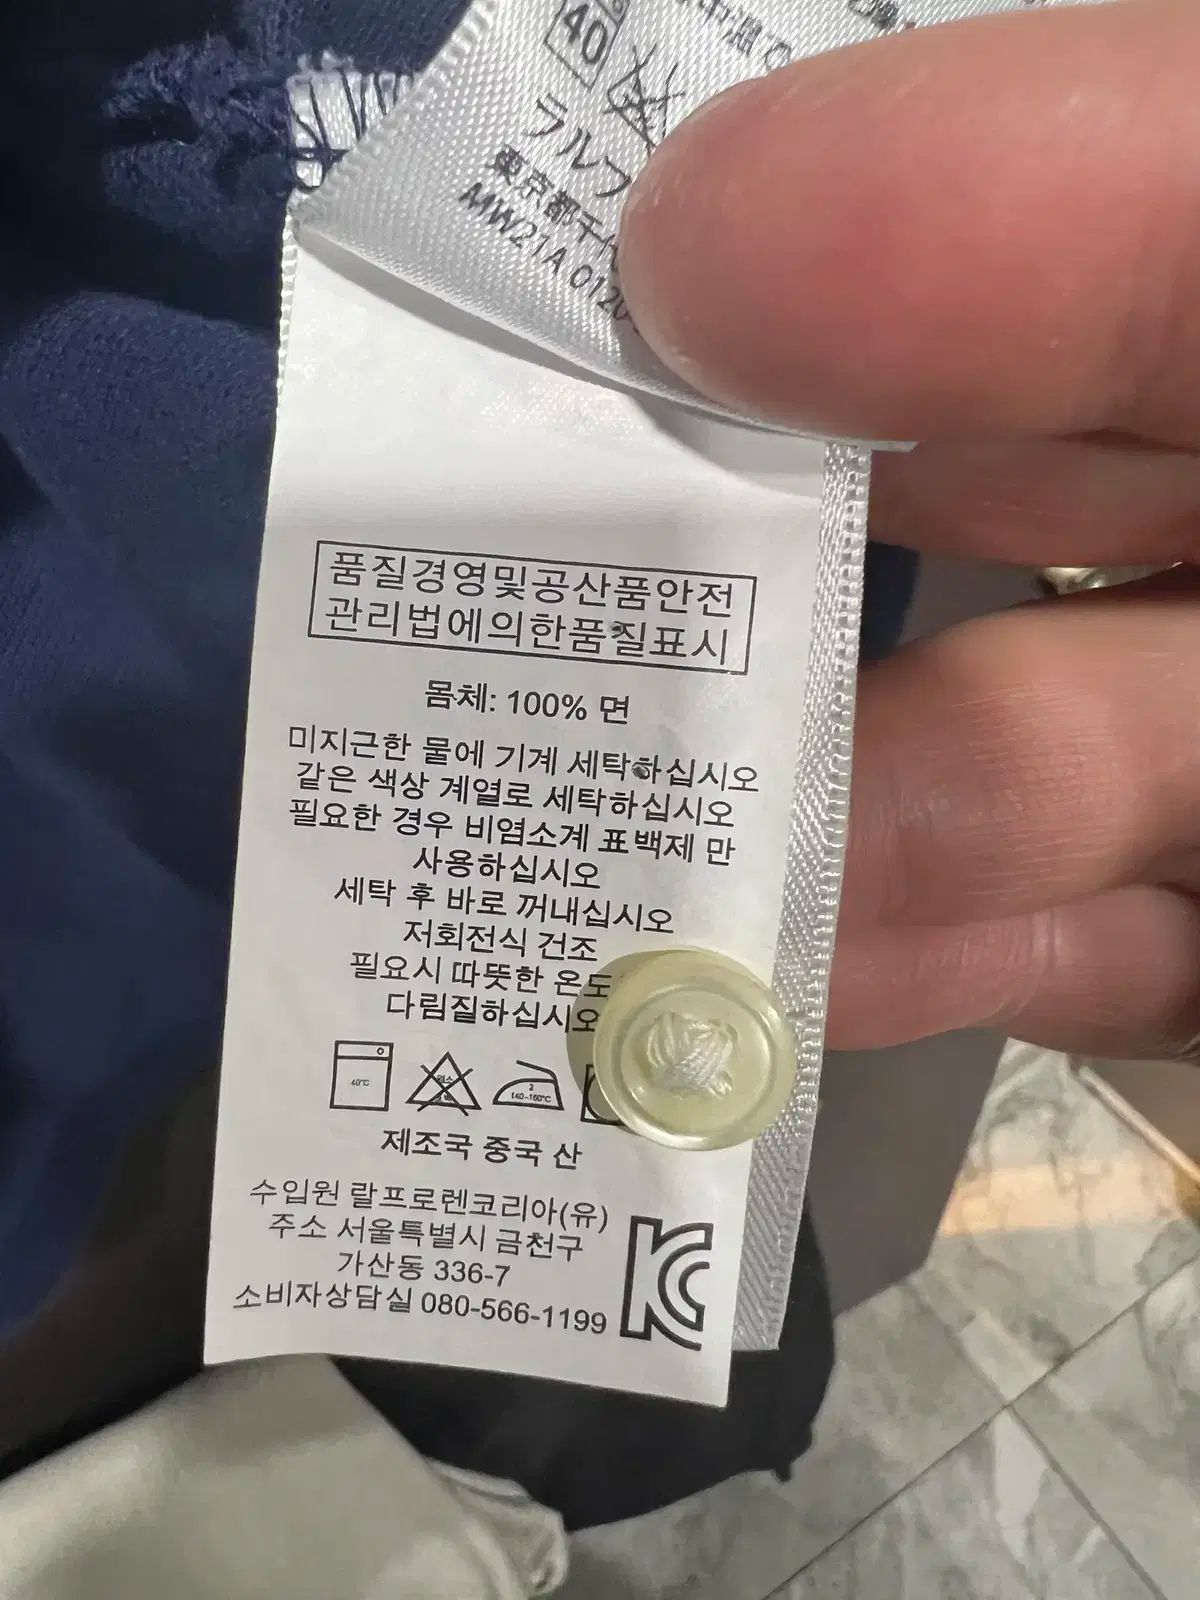 40
ラルフ
東京都千代
MW21A 0120
품질경영및공산품안전
관리법에의한품질표시
몸체: 100% 면
미지근한 물에 기계 세탁하십시오
같은 색상 계열로 세탁하십시오
필요한 경우 비염소계 표백제 만
사용하십시오
세탁 후 바로 꺼내십시오
저회전식 건조
필요시 따뜻한 온도
다림질하십시오
40°C
2
140~160°C
제조국 중국 산
수입원 랄프로렌코리아(유)
주소 서울특별시 금천구
가산동 336-7
소비자상담실 080-566-1199
KC